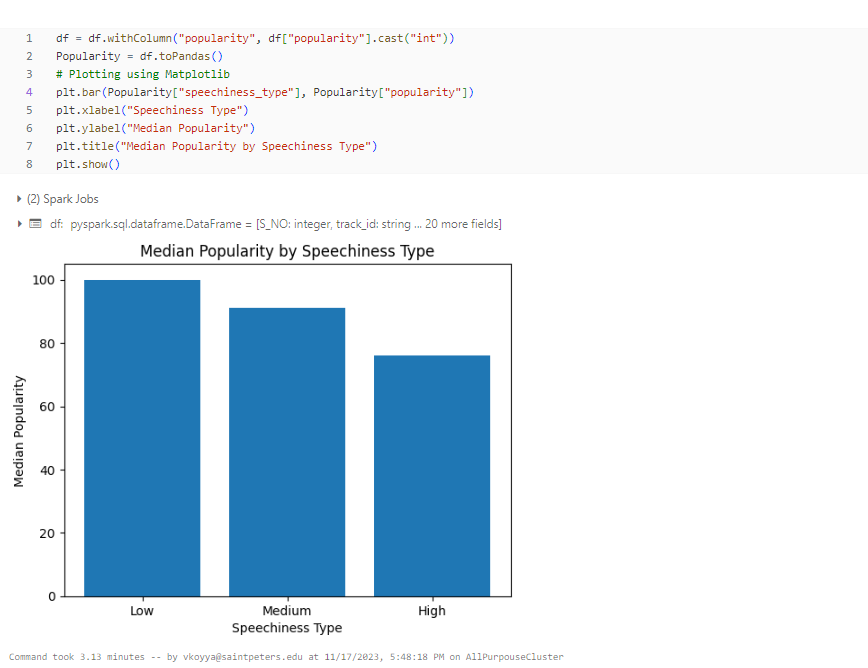 1 df = df.withColumn("popularity", df["popularity"].cast("int"))
2 Popularity = df.toPandas()
3 # Plotting using Matplotlib
4 plt.bar(Popularity["speechiness_type"], Popularity["popularity"])
5 plt.xlabel("Speechiness Type")
6 plt.ylabel("Median Popularity")
7 plt.title("Median Popularity by Speechiness Type")
8 plt.show()
(2) Spark Jobs
df: pyspark.sql.dataframe.DataFrame = [S_NO: integer, track_id: string ... 20 more fields]
Median Popularity by Speechiness Type
Median Popularity
100
80
60
40
20
0
Low Medium High
Speechiness Type
Command took 3.13 minutes -- by vkoyya@saintpeters.edu at 11/17/2023, 5:48:18 PM on AllPurpouseCluster